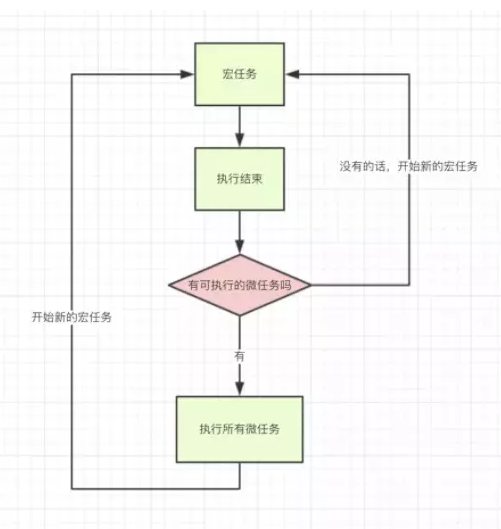 宏任务
执行结束
没有的话，开始新的宏任务
有可执行的微任务吗
开始新的宏任务
有
执行所有微任务